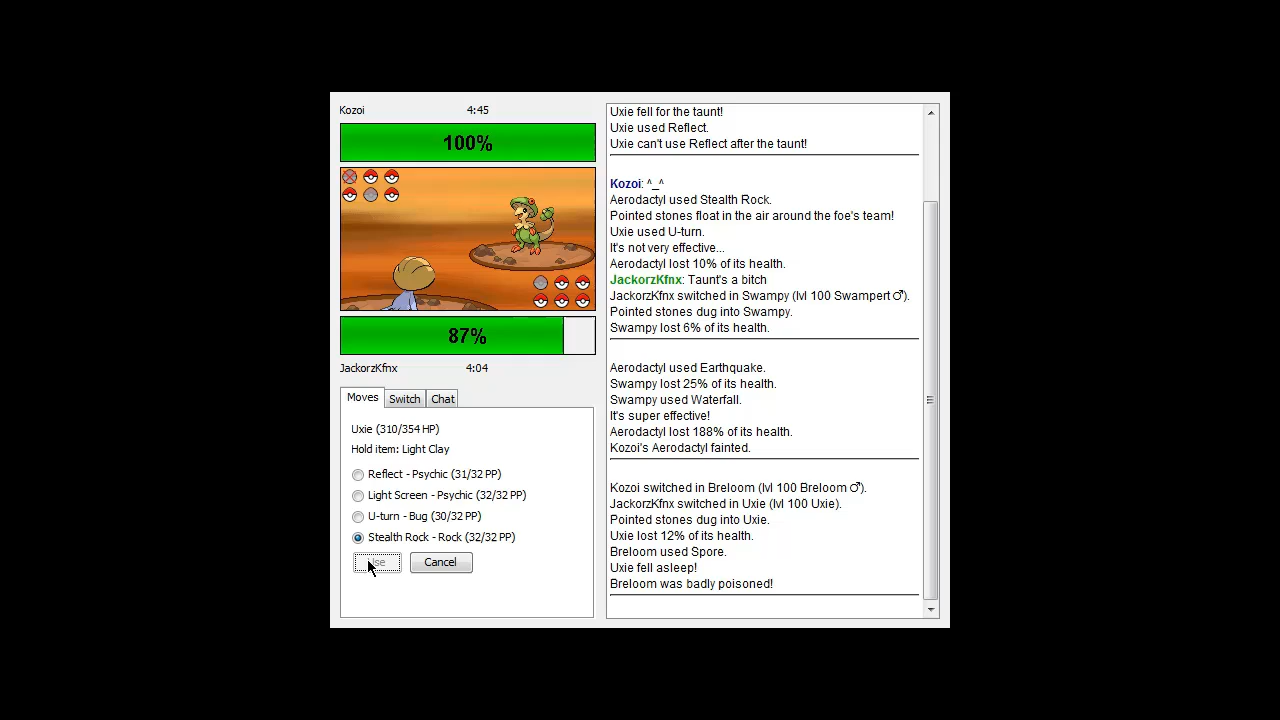 Kozoi 4:45
100%
87%
JackorzKfnx 4:04
Moves Switch Chat
Uxie (310/354 HP)
Hold item: Light Clay
Reflect - Psychic (31/32 PP)
Light Screen - Psychic (32/32 PP)
U-turn - Bug (30/32 PP)
Stealth Rock - Rock (32/32 PP)
Cancel
Uxie fell for the taunt!
Uxie used Reflect.
Uxie can't use Reflect after the taunt!
Kozoi: ^_^
Aerodactyl used Stealth Rock.
Pointed stones float in the air around the foe's team!
Uxie used U-turn.
It's not very effective...
Aerodactyl lost 10% of its health.
JackorzKfnx: Taunt's a bitch
JackorzKfnx switched in Swampy (lvl 100 Swampert ♂).
Pointed stones dug into Swampy.
Swampy lost 6% of its health.
Aerodactyl used Earthquake.
Swampy lost 25% of its health.
Swampy used Waterfall.
It's super effective!
Aerodactyl lost 188% of its health.
Kozoi's Aerodactyl fainted.
Kozoi switched in Breloom (lvl 100 Breloom ♂).
JackorzKfnx switched in Uxie (lvl 100 Uxie).
Pointed stones dug into Uxie.
Uxie lost 12% of its health.
Breloom used Spore.
Uxie fell asleep!
Breloom was badly poisoned!